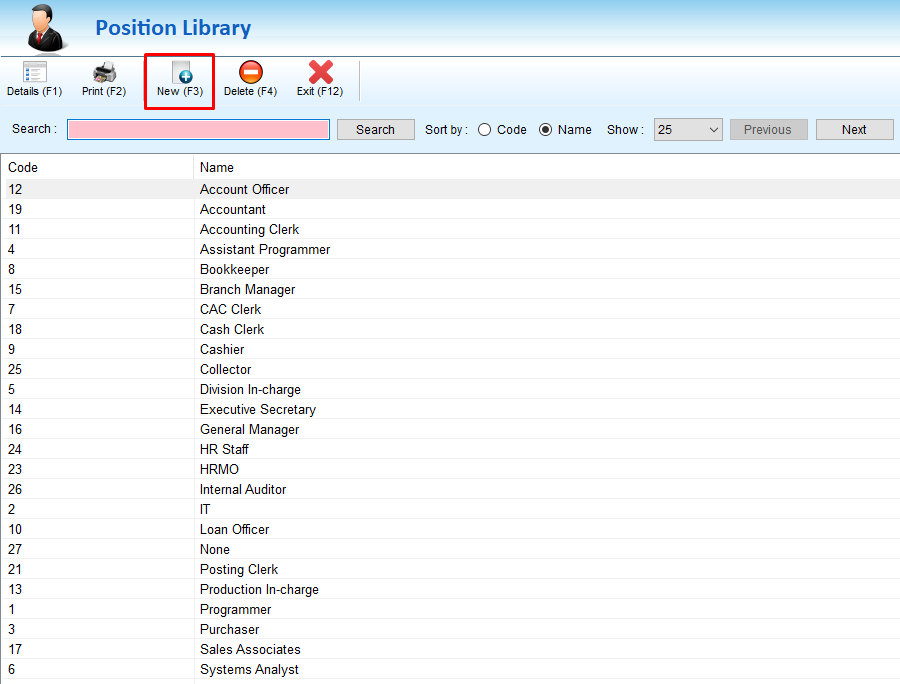 Position Library
Details (F1) Print (F2) New (F3) Delete (F4) Exit (F12)
Search : Search Sort by : Code Name Show : 25 Previous Next
Code Name
12 Account Officer
19 Accountant
11 Accounting Clerk
4 Assistant Programmer
8 Bookkeeper
15 Branch Manager
7 CAC Clerk
18 Cash Clerk
9 Cashier
25 Collector
5 Division In-charge
14 Executive Secretary
16 General Manager
24 HR Staff
23 HRMO
26 Internal Auditor
2 IT
10 Loan Officer
27 None
21 Posting Clerk
13 Production In-charge
1 Programmer
3 Purchaser
17 Sales Associates
6 Systems Analyst